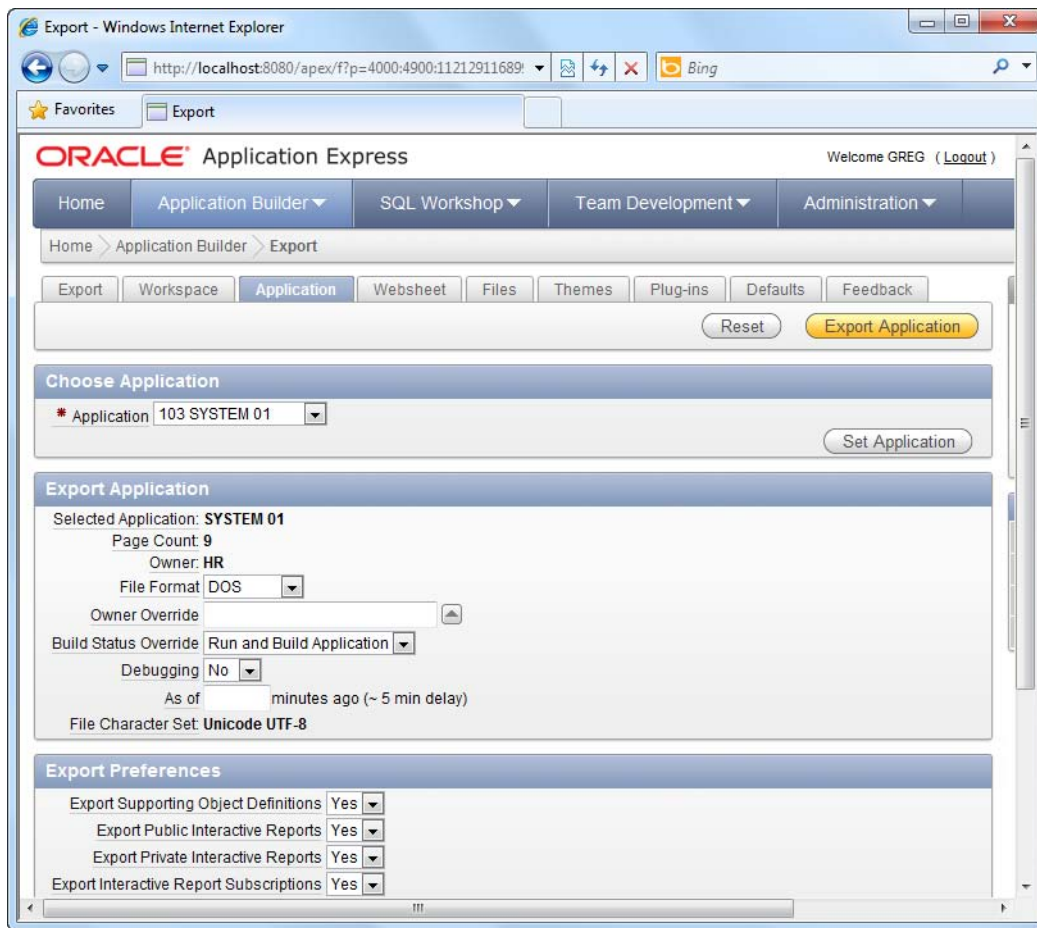 Export - Windows Internet Explorer
http://localhost:8080/apex/f?p=4000:4900:11212911689
Bing
Favorites
Export
ORACLE Application Express
Welcome GREG ( Logout )
Home Application Builder SQL Workshop Team Development Administration
Home Application Builder Export
Export Workspace Application Websheet Files Themes Plug-ins Defaults Feedback
Reset Export Application
Choose Application
* Application 103 SYSTEM 01
Set Application
Export Application
Selected Application: SYSTEM 01
Page Count: 9
Owner: HR
File Format DOS
Owner Override
Build Status Override Run and Build Application
Debugging No
As of minutes ago (~ 5 min delay)
File Character Set: Unicode UTF-8
Export Preferences
Export Supporting Object Definitions Yes
Export Public Interactive Reports Yes
Export Private Interactive Reports Yes
Export Interactive Report Subscriptions Yes